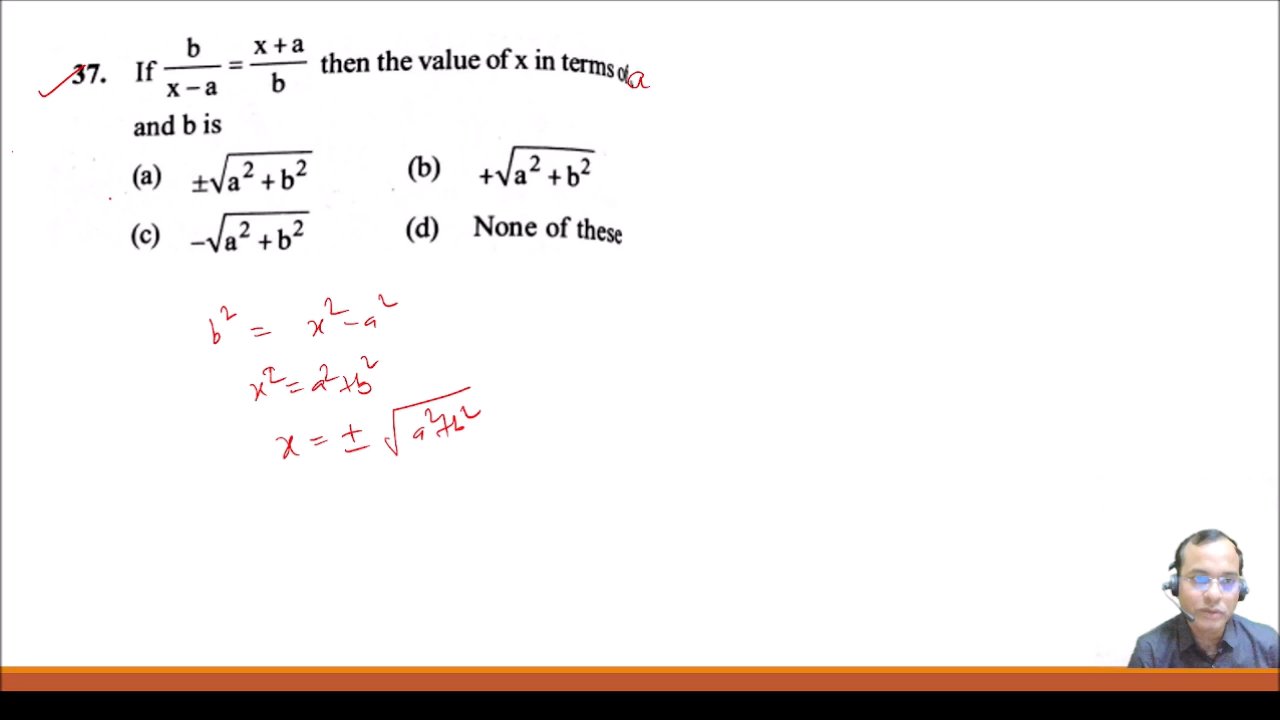 37. If b/(x − a) = (x + a)/b then the value of x in terms of a
and b is
(a) ±√(a² + b²) (b) +√(a² + b²)
(c) −√(a² + b²) (d) None of these
b² = x² − a²
x² = a² + b²
x = ± √(a² + b²)